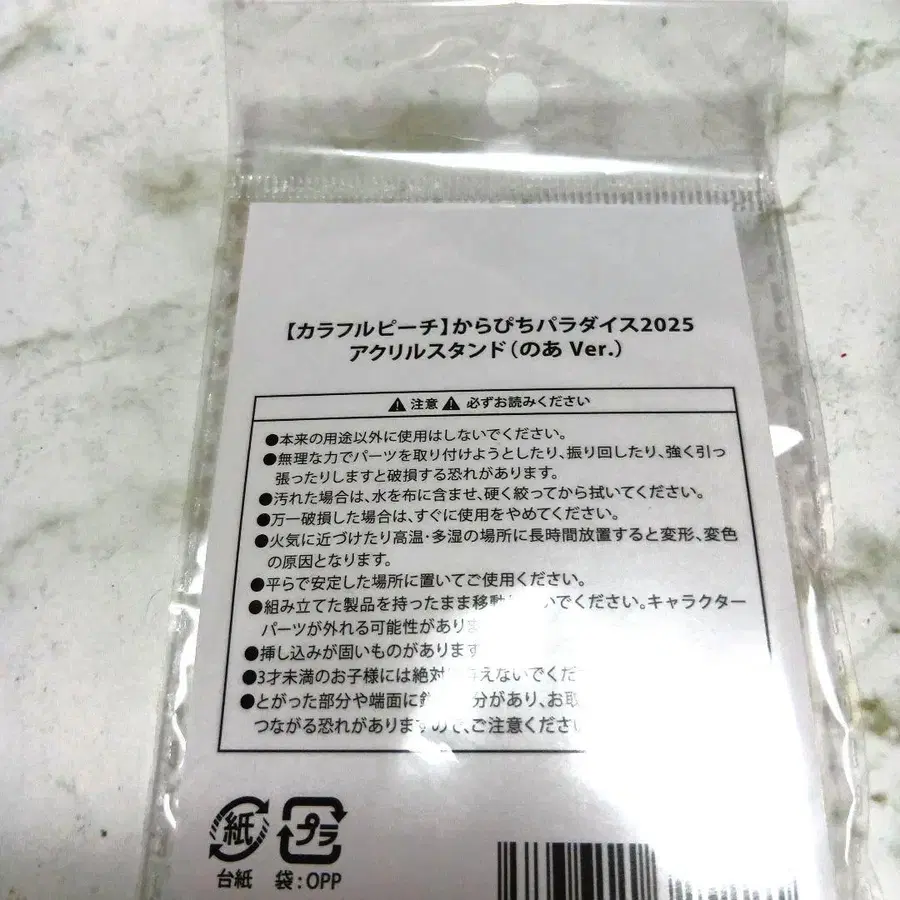 【カラフルピーチ】からぴちパラダイス2025
アクリルスタンド(のあ Ver.)
注意 必ずお読みください
●本来の用途以外に使用はしないでください。
●無理な力でパーツを取り付けようとしたり、振り回したり、強く引っ
張ったりしますと破損する恐れがあります。
●汚れた場合は、水を布に含ませ、硬く絞ってから拭いてください。
●万一破損した場合は、すぐに使用をやめてください。
●火気に近づけたり高温・多湿の場所に長時間放置すると変形、変色
の原因となります。
●平らで安定した場所に置いてご使用ください。
●組み立てた製品を持ったまま移動 いでください。キャラクター
パーツが外れる可能性があり
●挿し込みが固いものがあります
●3才未満のお子様には絶対 えないでくだ
●とがった部分や端面に 分があり、お取
つながる恐れがありますので、ご注意くださ
紙 プラ
台紙 袋:OPP